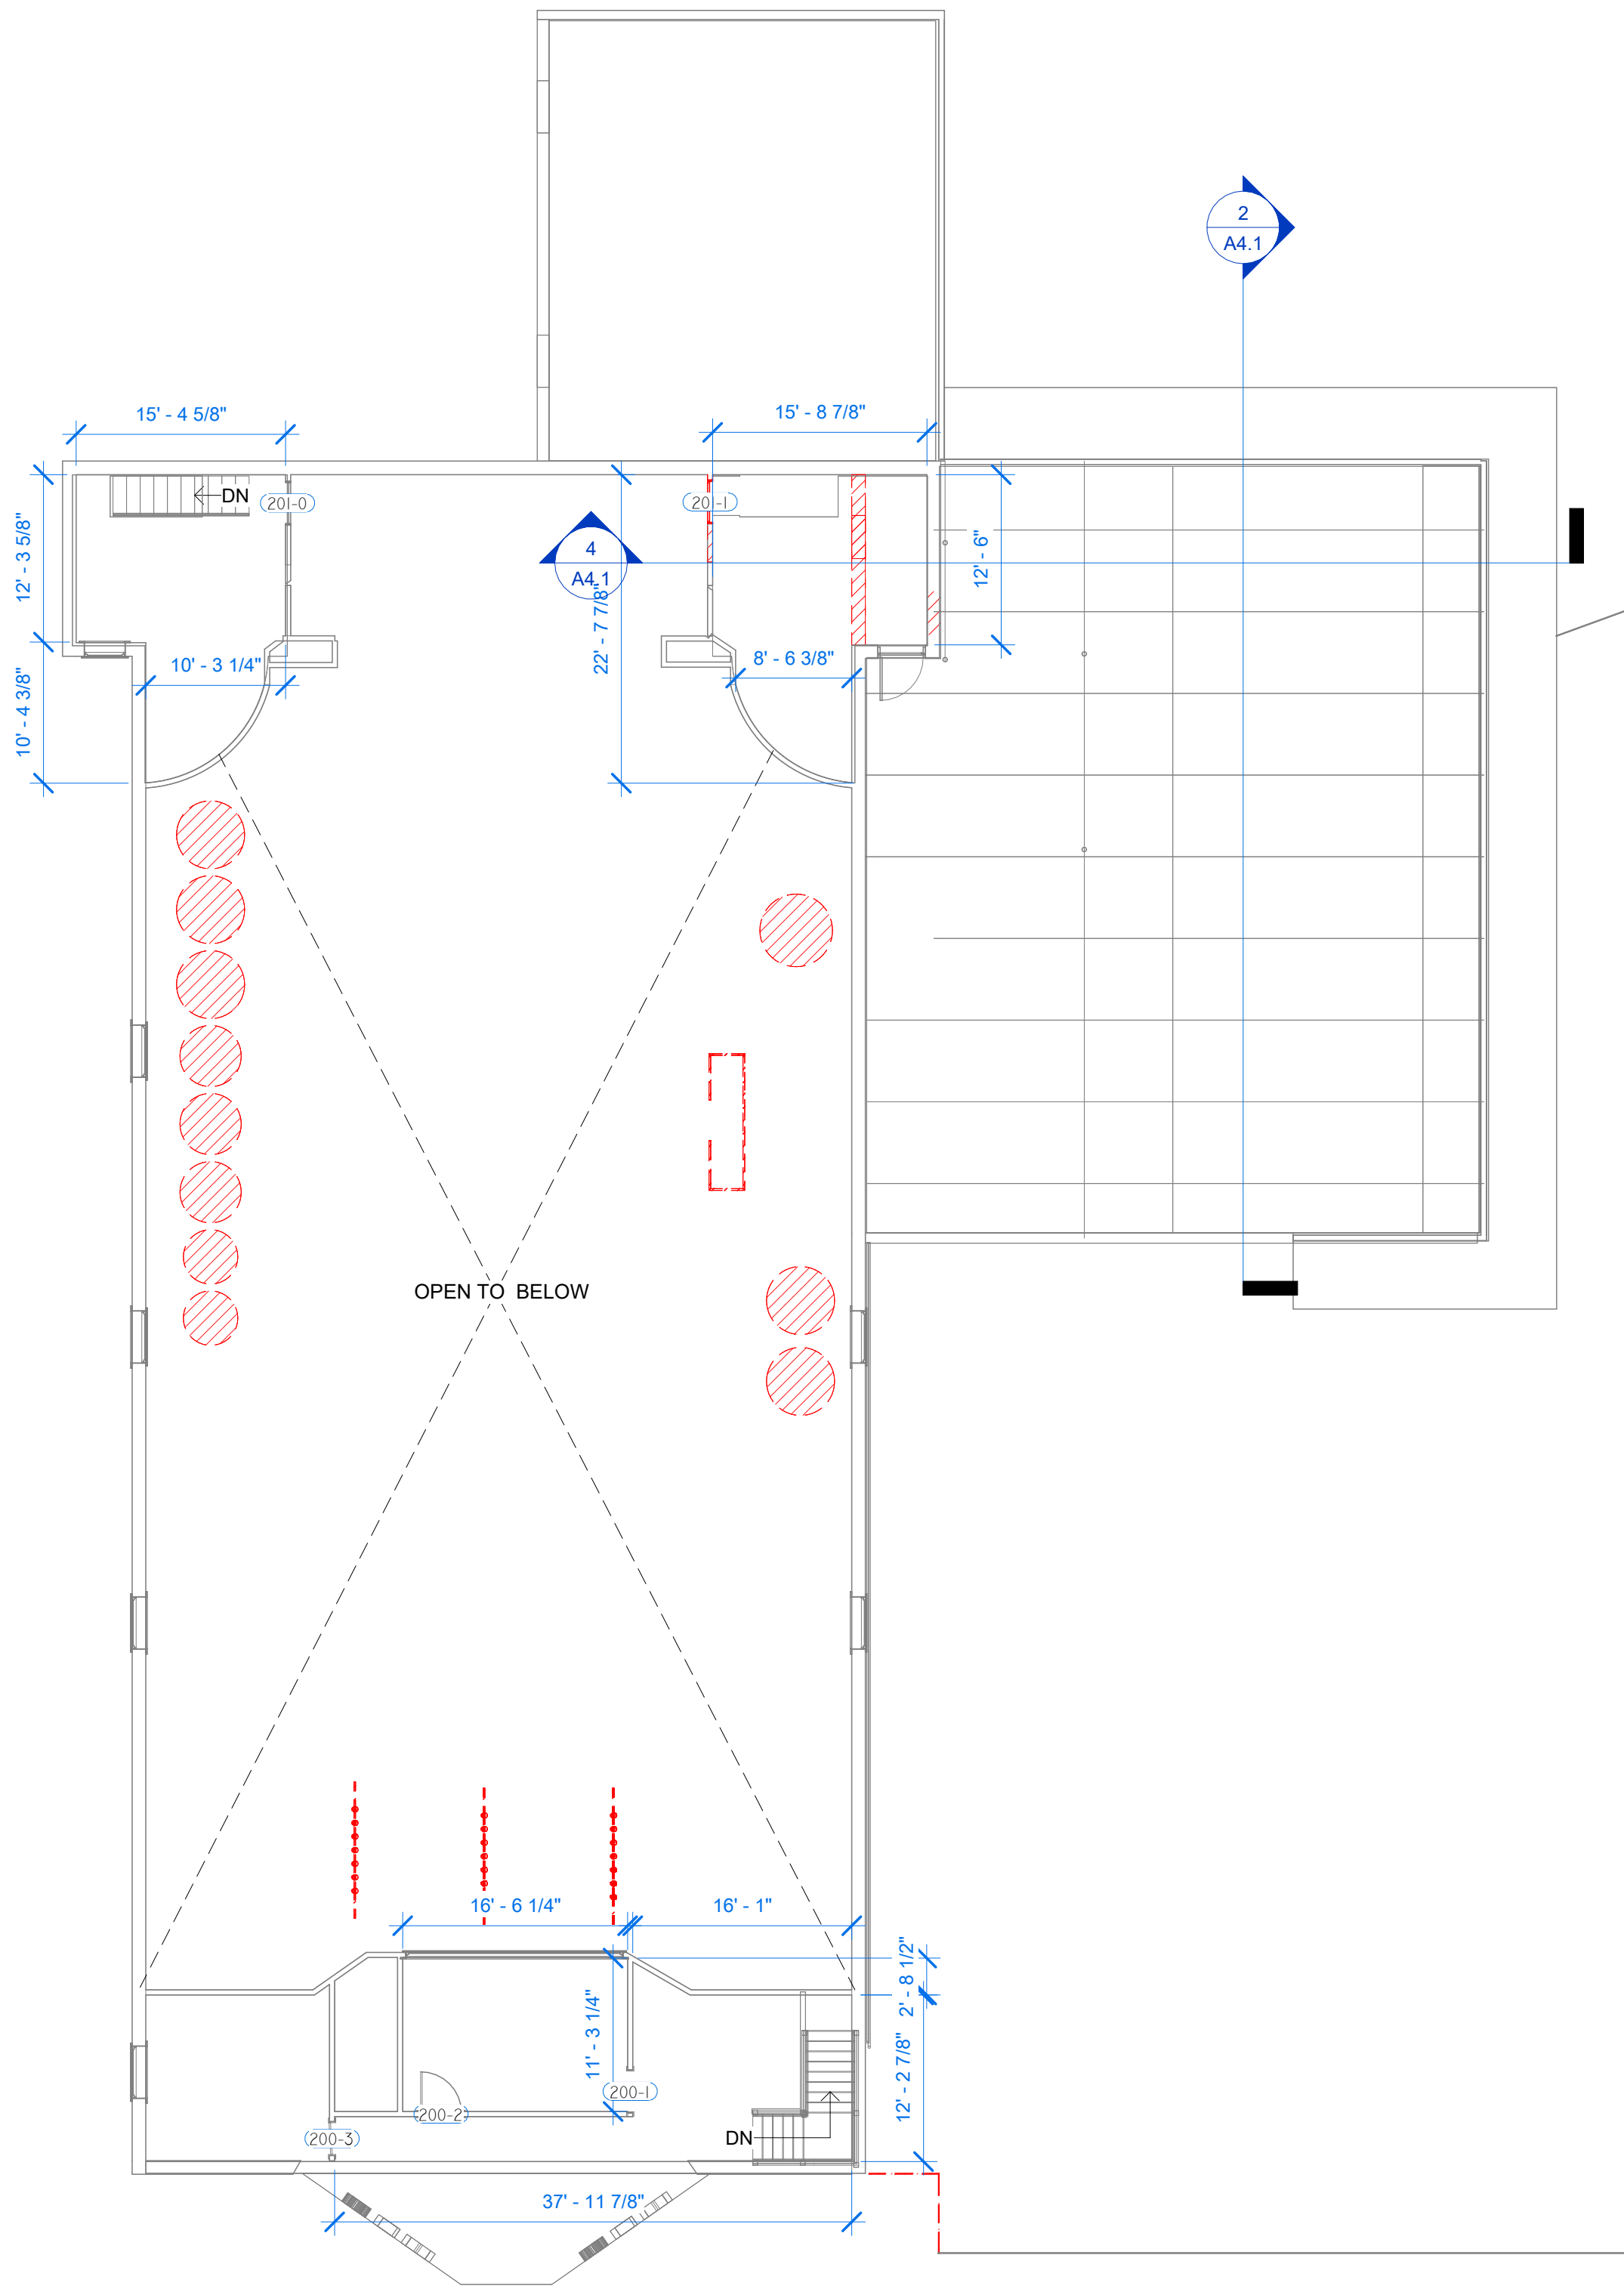 2
A4.1
15' - 4 5/8"
15' - 8 7/8"
DN
201-0
20 -1
12' - 3 5/8"
4
A4.1
12' - 6"
22' - 7 7/8"
10' - 3 1/4"
8' - 6 3/8"
10' - 4 3/8"
OPEN TO BELOW
16' - 6 1/4"
16' - 1"
2' - 8 1/2"
11' - 3 1/4"
12' - 2 7/8"
200-1
200-2
200-3
DN
37' - 11 7/8"